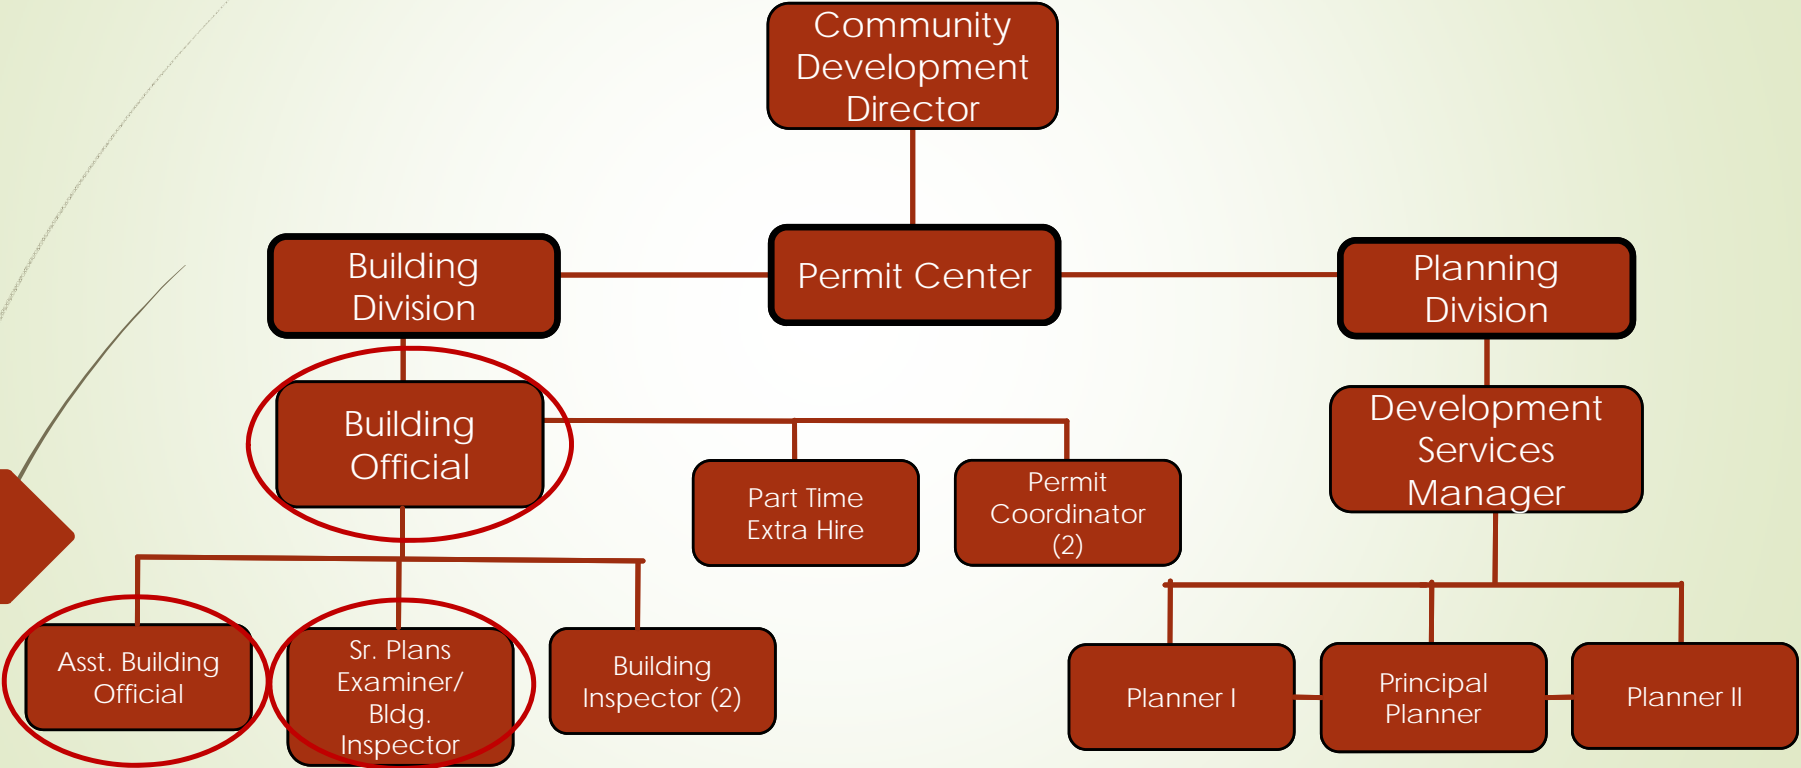 Community
Development
Director
Building
Division
Permit Center
Planning
Division
Building
Official
Part Time
Extra Hire
Permit
Coordinator
(2)
Development
Services
Manager
Asst. Building
Official
Sr. Plans
Examiner/
Bldg.
Inspector
Building
Inspector (2)
Planner I
Principal
Planner
Planner II